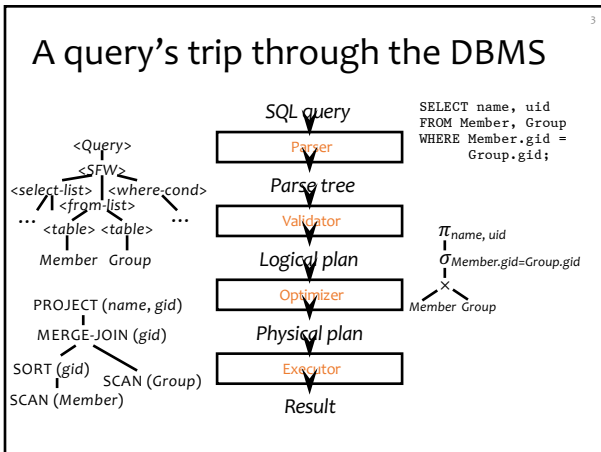 3
A query's trip through the DBMS
SQL query
Parser
Parse tree
Validator
Logical plan
Optimizer
Physical plan
Executor
Result
SELECT name, uid
FROM Member, Group
WHERE Member.gid =
Group.gid;
<Query>
<SFW>
<select-list> <where-cond>
<from-list>
... ...
<table> <table>
Member Group
π name, uid
σ Member.gid=Group.gid
×
Member Group
PROJECT (name, gid)
MERGE-JOIN (gid)
SORT (gid)
SCAN (Group)
SCAN (Member)